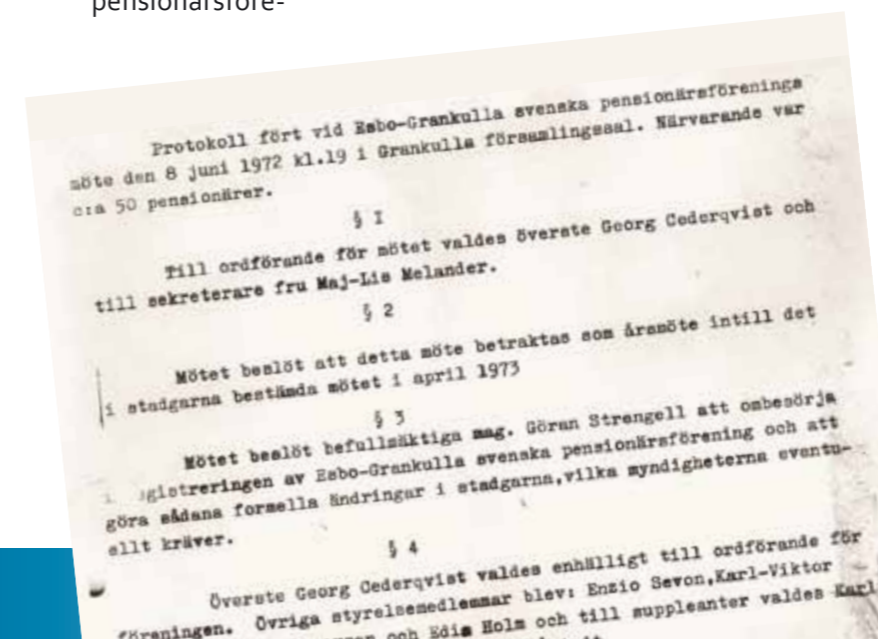 pensionärsföre-
Protokoll fört vid Esbo-Grankulla svenska pensionärsförenings
möte den 8 juni 1972 kl.19 i Grankulla församlingssal. Närvarande var
cra 50 pensionärer.
§ I
Till ordförande för mötet valdes överste Georg Cederqvist och
till sekreterare fru Maj-Lis Melander.
§ 2
Mötet beslöt att detta möte betraktas som årsmöte intill det
i stadgarna bestämda mötet i april 1973
§ 3
Mötet beslöt befullmäktiga mag. Göran Strengell att ombesörja
gistreringen av Esbo-Grankulla svenska pensionärsförening och att
göra sådana formella ändringar i stadgarna,vilka myndigheterna eventu-
ellt kräver.
§ 4
Överste Georg Cederqvist valdes enhälligt till ordförande för
föreningen. Övriga styrelsemedlemmar blev: Enzio Sevon,Karl-Viktor
och Edis Holm och till suppleanter valdes Karl